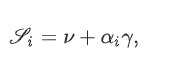 𝒮ᵢ = ν + αᵢγ,